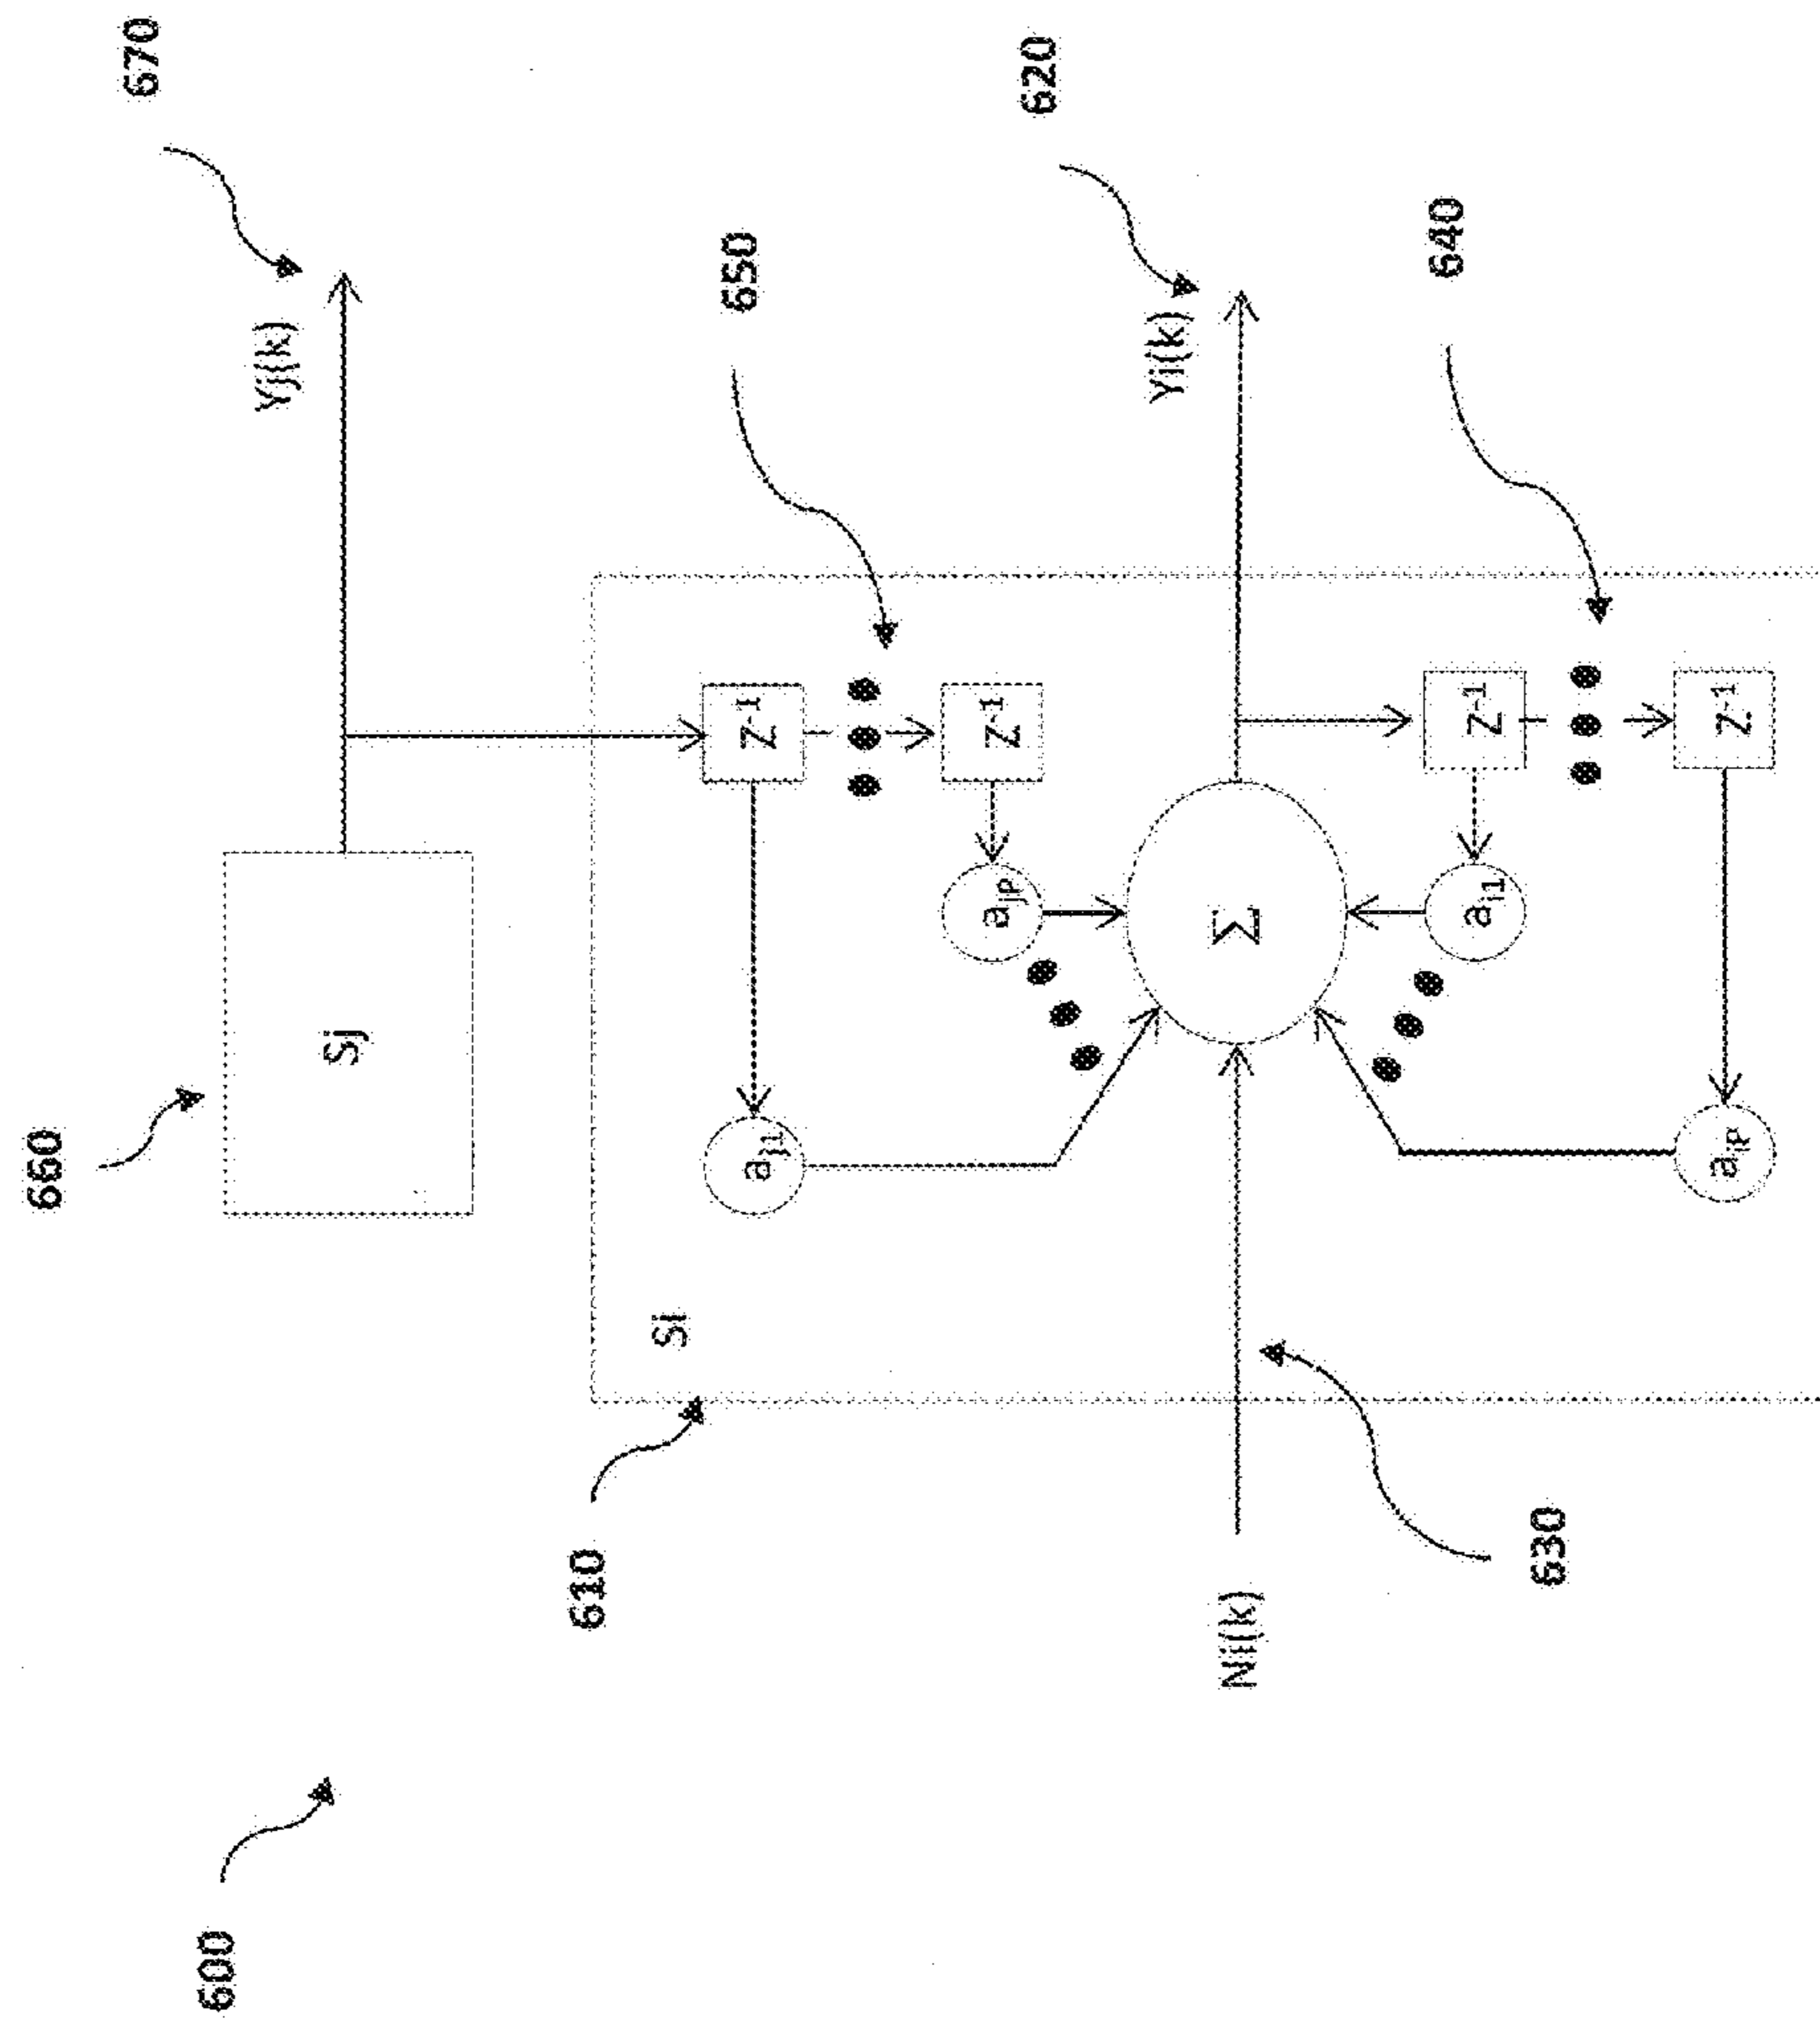 600
660
Sj
Yj(k)
670
610
Si
650
Z-1
Z-1
aj1
ajp
Σ
Ni(k)
630
Yi(k)
620
640
ai1
Z-1
Z-1
aip